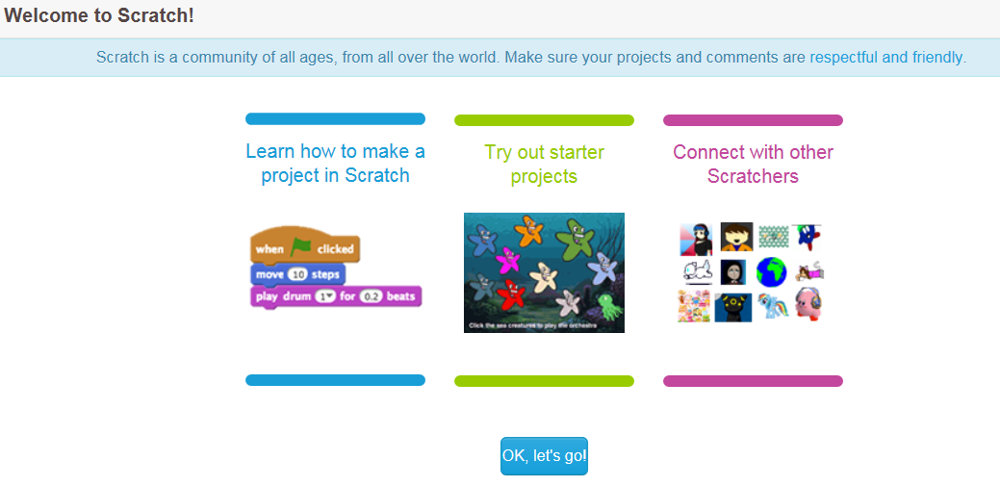 Welcome to Scratch!
Scratch is a community of all ages, from all over the world. Make sure your projects and comments are respectful and friendly.
Learn how to make a
project in Scratch
when clicked
move 10 steps
play drum 1 for 0.2 beats
Try out starter
projects
Click the sea creatures to play the orchestra
Connect with other
Scratchers
OK, let's go!